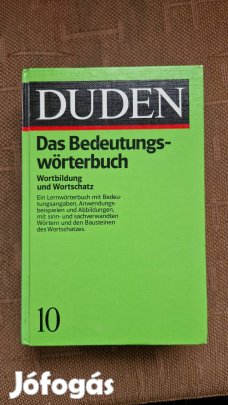 DUDEN
Das Bedeutungs-
wörterbuch
Wortbildung
und Wortschatz
Ein Lernwörterbuch mit Bedeu-
tungsangaben, Anwendungs-
beispielen und Abbildungen,
mit sinn- und sachverwandten
Wörtern und den Bausteinen
des Wortschatzes.
10
Jófogás